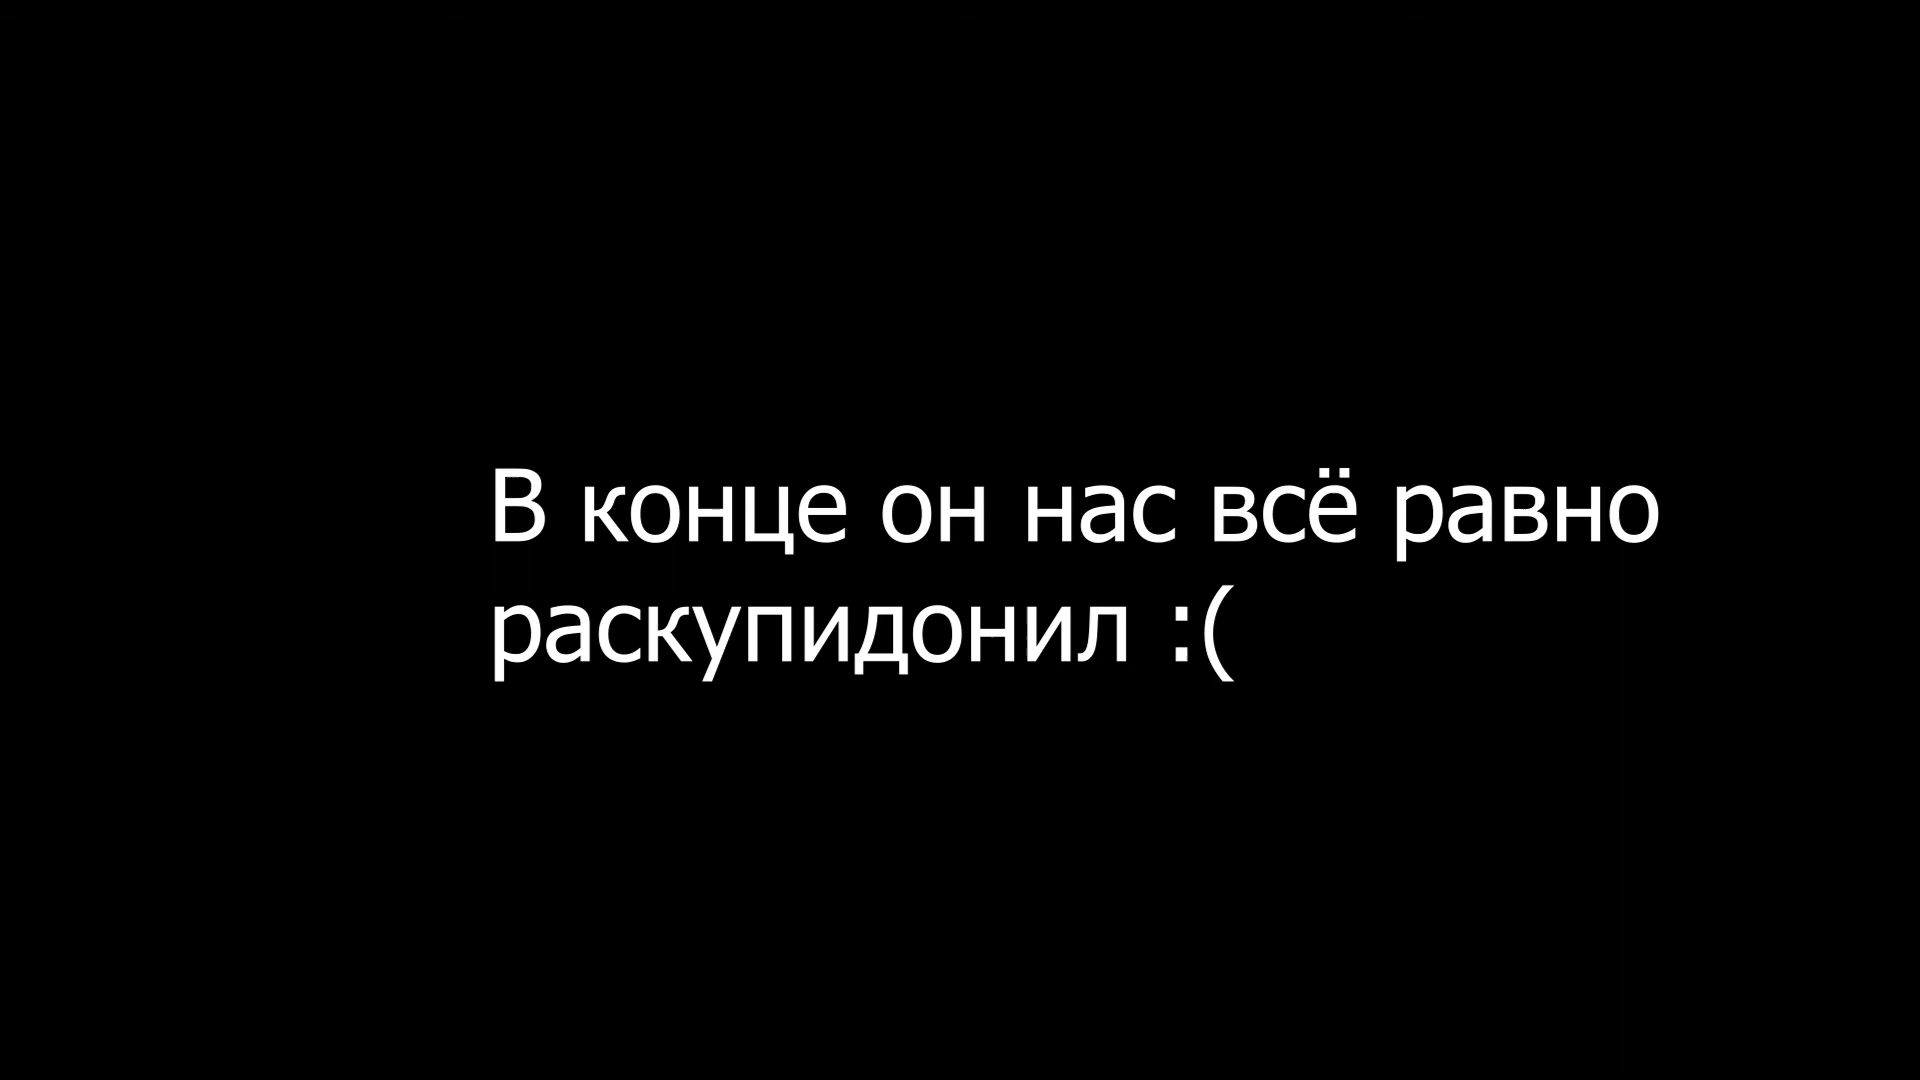 В конце он нас всё равно
раскупидонил :(